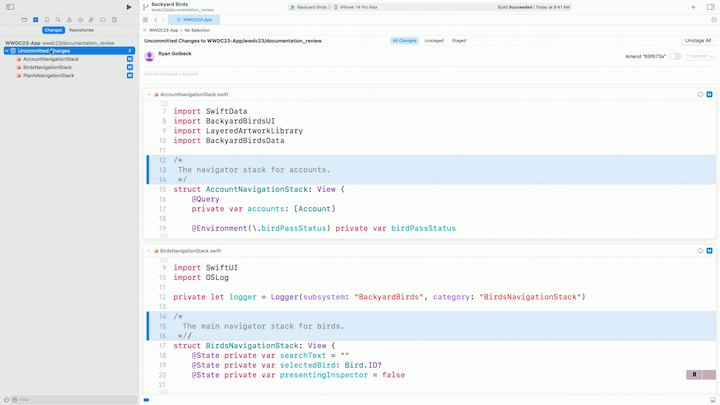 Backyard Birds
wwdc23/documentation_review
Backyard Birds
iPhone 14 Pro Max
Build Succeeded | Today at 9:41 AM
Changes
Repositories
WWDC23-App wwdc23/documentation_review
Uncommitted Changes 3
AccountNavigationStack M
BirdsNavigationStack M
PlantsNavigationStack M
Filter
WWDC23-App
WWDC23-App
No Selection
Uncommitted Changes to WWDC23-App/wwdc23/documentation_review
All Changes
Unstaged
Staged
Unstage All
Ryan Golbeck
Amend "69f673a"
Commit
Commit message (required)
AccountNavigationStack.swift M
7 import SwiftData
8 import BackyardBirdsUI
9 import LayeredArtworkLibrary
10 import BackyardBirdsData
11
12 /*
13 The navigator stack for accounts.
14 */
15 struct AccountNavigationStack: View {
16 @Query
17 private var accounts: [Account]
18
19 @Environment(\.birdPassStatus) private var birdPassStatus
BirdsNavigationStack.swift M
9 import SwiftUI
10 import OSLog
11
12 private let logger = Logger(subsystem: "BackyardBirds", category: "BirdsNavigationStack")
13
14 /*
15 The main navigator stack for birds.
16 *//
17 struct BirdsNavigationStack: View {
18 @State private var searchText = ""
19 @State private var selectedBird: Bird.ID?
20 @State private var presentingInspector = false
21